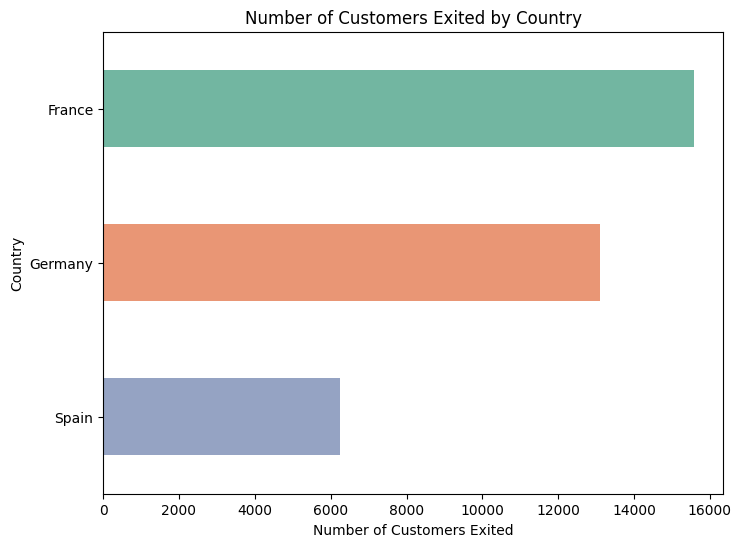 Number of Customers Exited by Country
Country
France
Germany
Spain
0 2000 4000 6000 8000 10000 12000 14000 16000
Number of Customers Exited